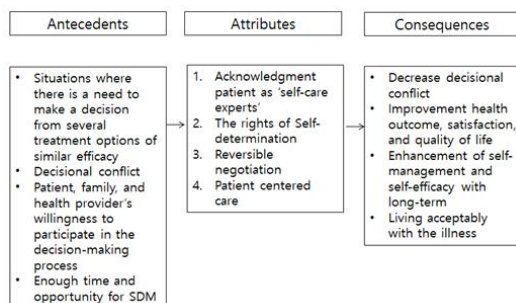 Antecedents
Attributes
Consequences
• Situations where
there is a need to
make a decision
from several
treatment options of
similar efficacy
• Decisional conflict
• Patient, family, and
health provider's
willingness to
participate in the
decision-making
process
• Enough time and
opportunity for SDM
1. Acknowledgment
patient as 'self-care
experts'
2. The rights of Self-
determination
3. Reversible
negotiation
4. Patient centered
care
• Decrease decisional
conflict
• Improvement health
outcome, satisfaction,
and quality of life
• Enhancement of self-
management and
self-efficacy with
long-term
• Living acceptably
with the illness